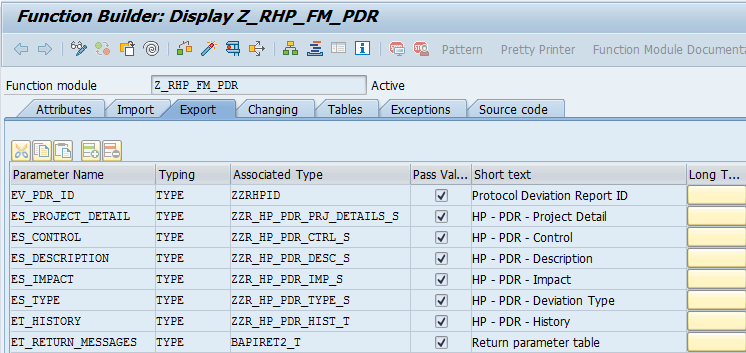 Function Builder: Display Z_RHP_FM_PDR
Pattern Pretty Printer Function Module Documenta
Function module Z_RHP_FM_PDR Active
Attributes Import Export Changing Tables Exceptions Source code
Parameter Name Typing Associated Type Pass Val... Short text Long T...
EV_PDR_ID TYPE ZZRHPID Protocol Deviation Report ID
ES_PROJECT_DETAIL TYPE ZZR_HP_PDR_PRJ_DETAILS_S HP - PDR - Project Detail
ES_CONTROL TYPE ZZR_HP_PDR_CTRL_S HP - PDR - Control
ES_DESCRIPTION TYPE ZZR_HP_PDR_DESC_S HP - PDR - Description
ES_IMPACT TYPE ZZR_HP_PDR_IMP_S HP - PDR - Impact
ES_TYPE TYPE ZZR_HP_PDR_TYPE_S HP - PDR - Deviation Type
ET_HISTORY TYPE ZZR_HP_PDR_HIST_T HP - PDR - History
ET_RETURN_MESSAGES TYPE BAPIRET2_T Return parameter table